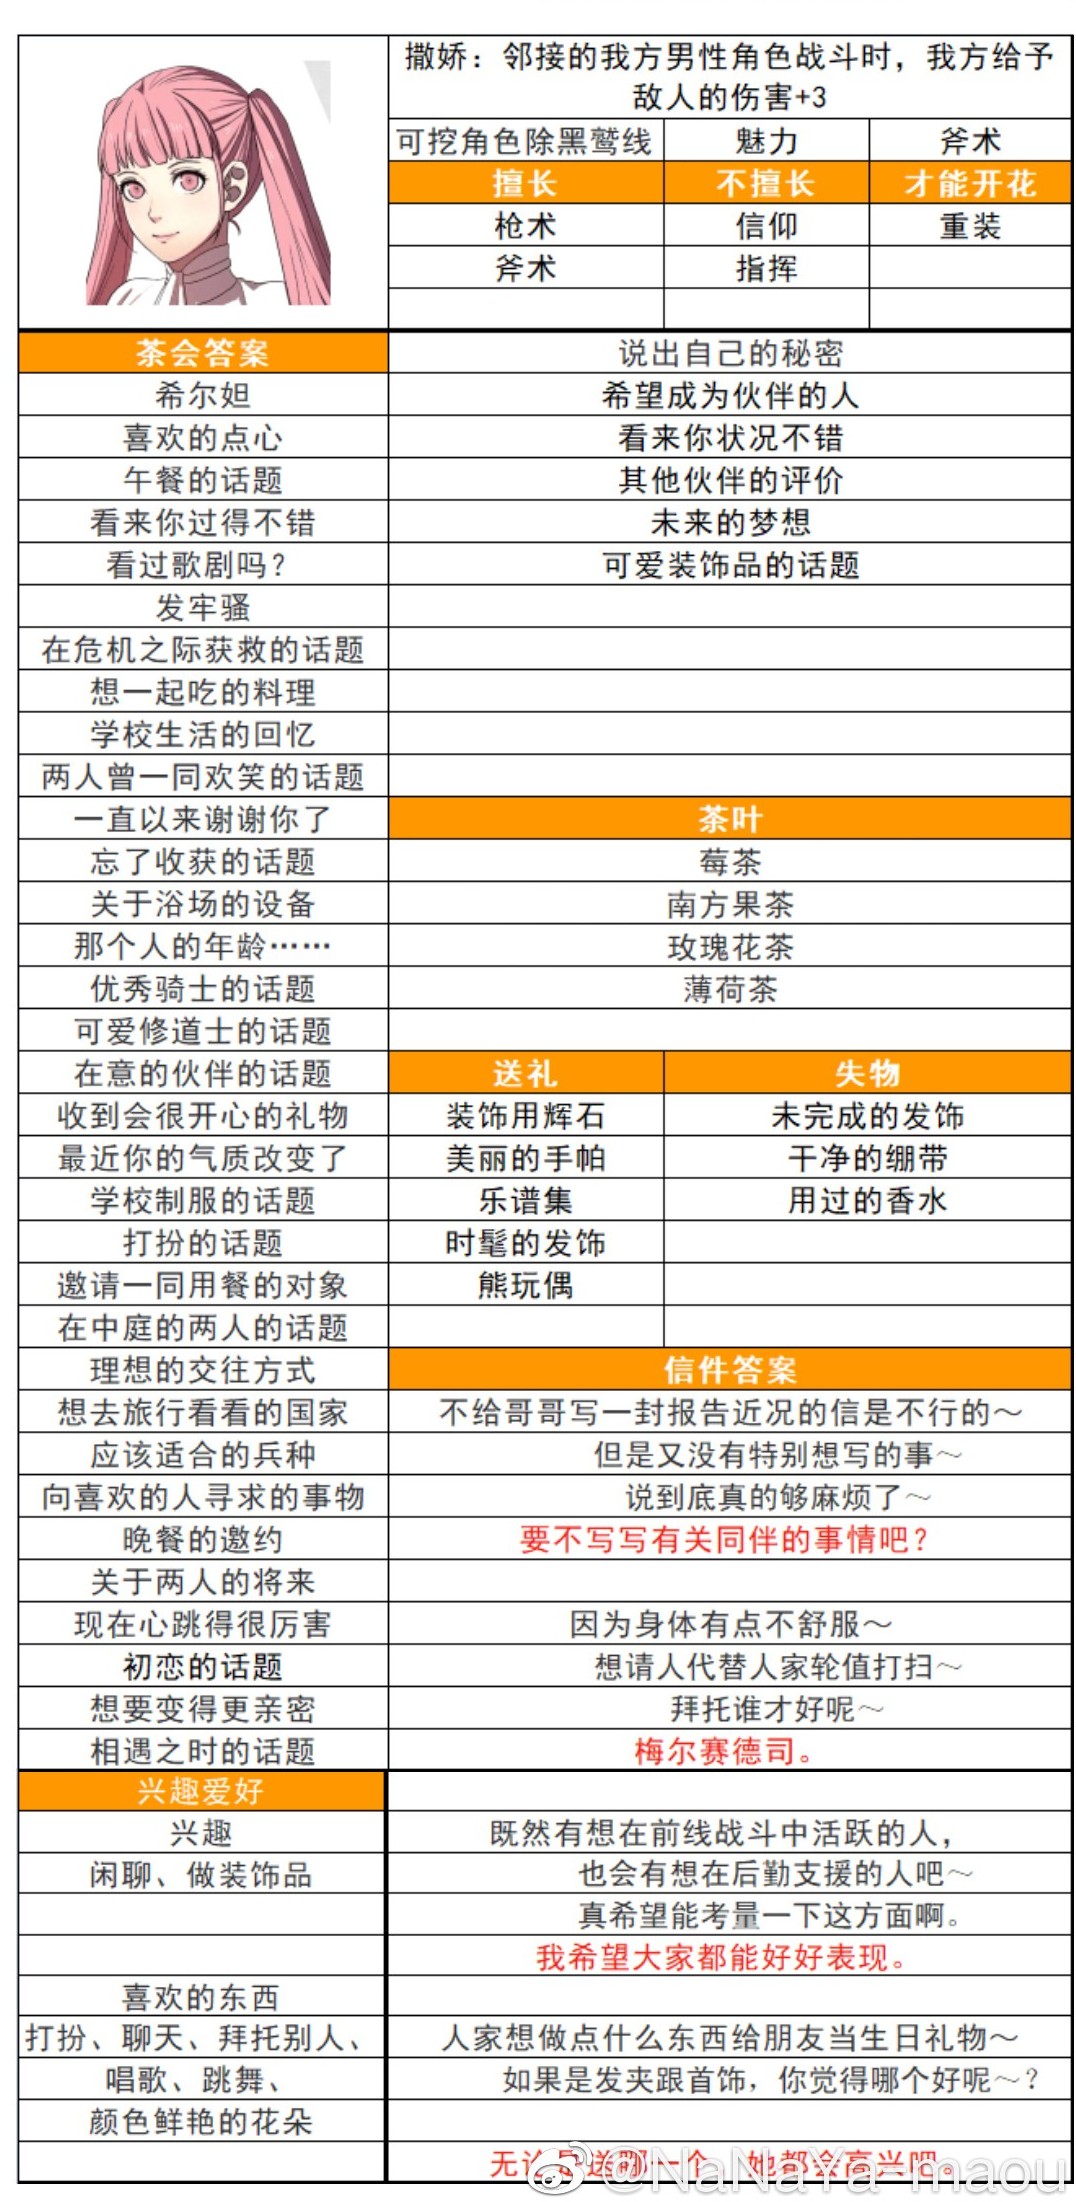 撒娇：邻接的我方男性角色战斗时，我方给予
敌人的伤害+3
可挖角色除黑鹫线 魅力 斧术
擅长 不擅长 才能开花
枪术 信仰 重装
斧术 指挥
茶会答案 说出自己的秘密
希尔妲 希望成为伙伴的人
喜欢的点心 看来你状况不错
午餐的话题 其他伙伴的评价
看来你过得不错 未来的梦想
看过歌剧吗？ 可爱装饰品的话题
发牢骚
在危机之际获救的话题
想一起吃的料理
学校生活的回忆
两人曾一同欢笑的话题
一直以来谢谢你了 茶叶
忘了收获的话题 莓茶
关于浴场的设备 南方果茶
那个人的年龄…… 玫瑰花茶
优秀骑士的话题 薄荷茶
可爱修道士的话题
在意的伙伴的话题 送礼 失物
收到会很开心的礼物 装饰用辉石 未完成的发饰
最近你的气质改变了 美丽的手帕 干净的绷带
学校制服的话题 乐谱集 用过的香水
打扮的话题 时髦的发饰
邀请一同用餐的对象 熊玩偶
在中庭的两人的话题
理想的交往方式 信件答案
想去旅行看看的国家 不给哥哥写一封报告近况的信是不行的～
应该适合的兵种 但是又没有特别想写的事～
向喜欢的人寻求的事物 说到底真的够麻烦了～
晚餐的邀约 要不写写有关同伴的事情吧？
关于两人的将来
现在心跳得很厉害 因为身体有点不舒服～
初恋的话题 想请人代替人家轮值打扫～
想要变得更亲密 拜托谁才好呢～
相遇之时的话题 梅尔赛德司。
兴趣爱好
兴趣 既然有想在前线战斗中活跃的人，
闲聊、做装饰品 也会有想在后勤支援的人吧～
真希望能考量一下这方面啊。
我希望大家都能好好表现。
喜欢的东西
打扮、聊天、拜托别人、 人家想做点什么东西给朋友当生日礼物～
唱歌、跳舞、 如果是发夹跟首饰，你觉得哪个好呢～？
颜色鲜艳的花朵
无论是送哪一个，她都会高兴吧。
@NaNaYa-maou